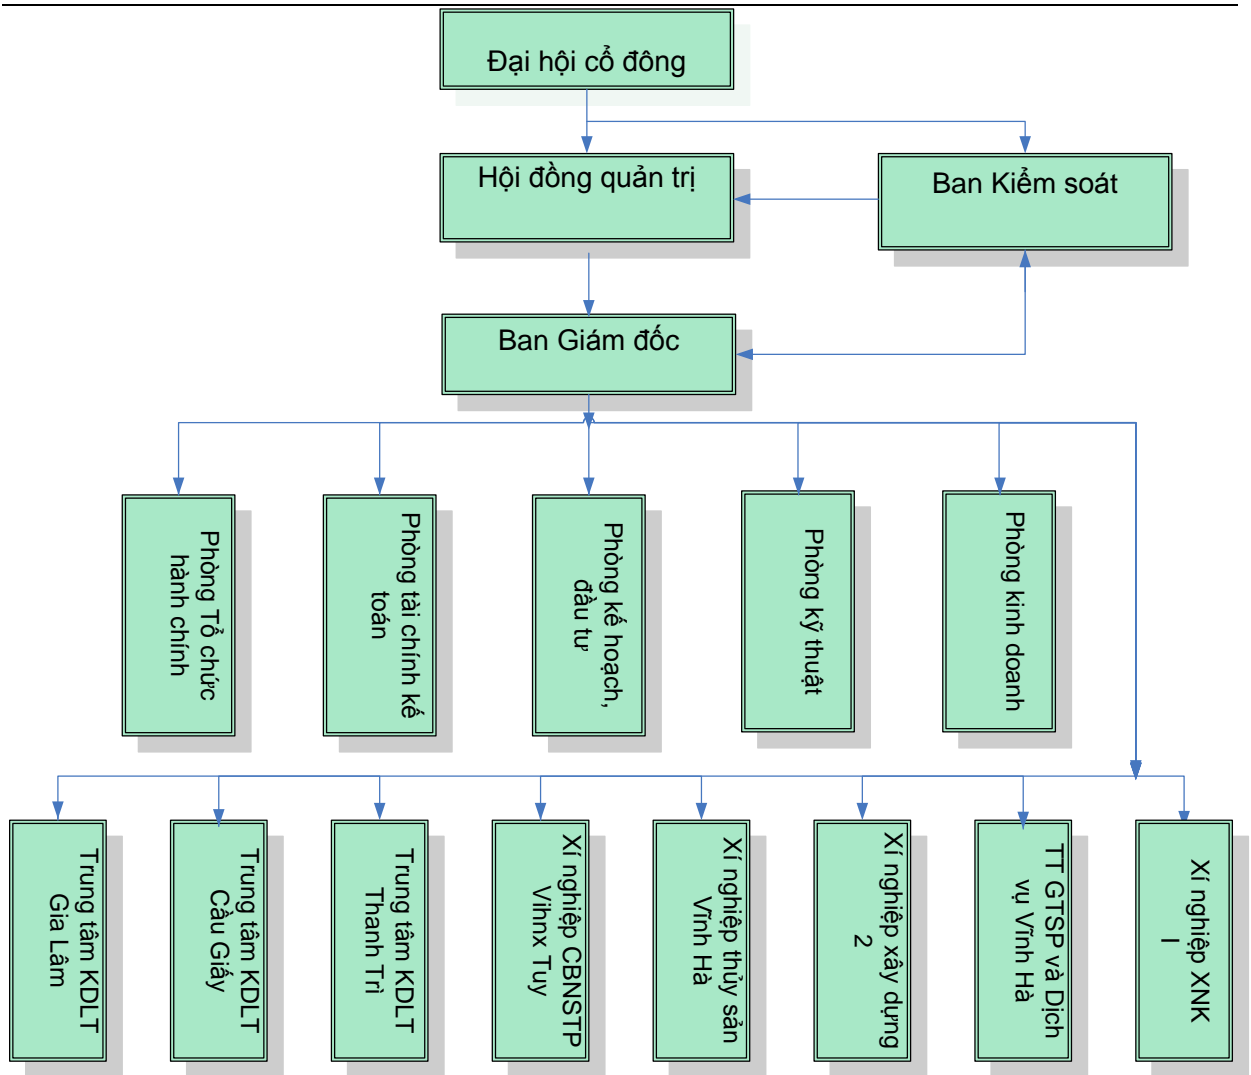 Đại hội cổ đông
Hội đồng quản trị
Ban Kiểm soát
Ban Giám đốc
Phòng Tổ chức
hành chính
Phòng tài chính kế
toán
Phòng kế hoạch,
đầu tư
Phòng kỹ thuật
Phòng kinh doanh
Trung tâm KDLT
Gia Lâm
Trung tâm KDLT
Cầu Giấy
Trung tâm KDLT
Thanh Trì
Xí nghiệp CBNSTP
Vihnx Tuy
Xí nghiệp thủy sản
Vĩnh Hà
Xí nghiệp xây dựng
2
TT GTSP và Dịch
vụ Vĩnh Hà
Xí nghiệp XNK
I